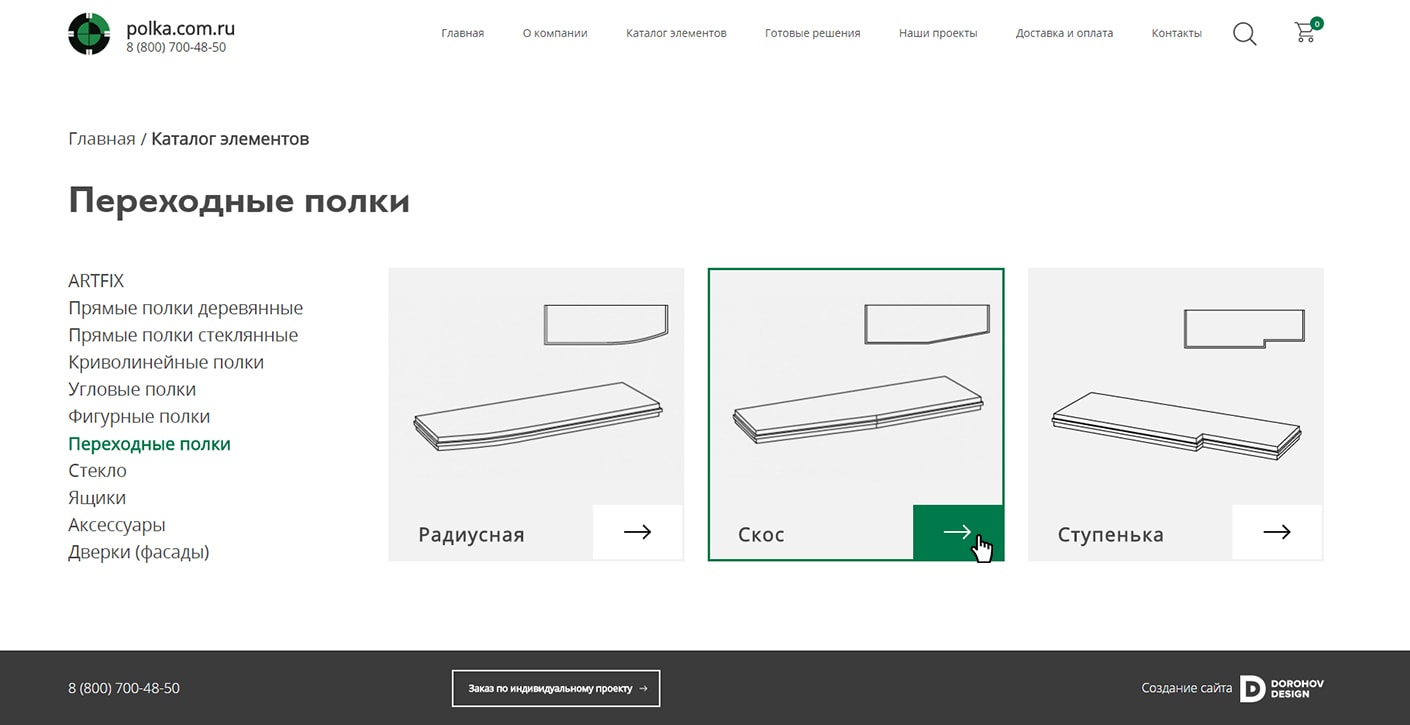 polka.com.ru
8 (800) 700-48-50
Главная О компании Каталог элементов Готовые решения Наши проекты Доставка и оплата Контакты 0
Главная / Каталог элементов
Переходные полки
ARTFIX
Прямые полки деревянные
Прямые полки стеклянные
Криволинейные полки
Угловые полки
Фигурные полки
Переходные полки
Стекло
Ящики
Аксессуары
Дверки (фасады)
Радиусная
Скос
Ступенька
8 (800) 700-48-50
Заказ по индивидуальному проекту →
Создание сайта
DOROHOV
DESIGN